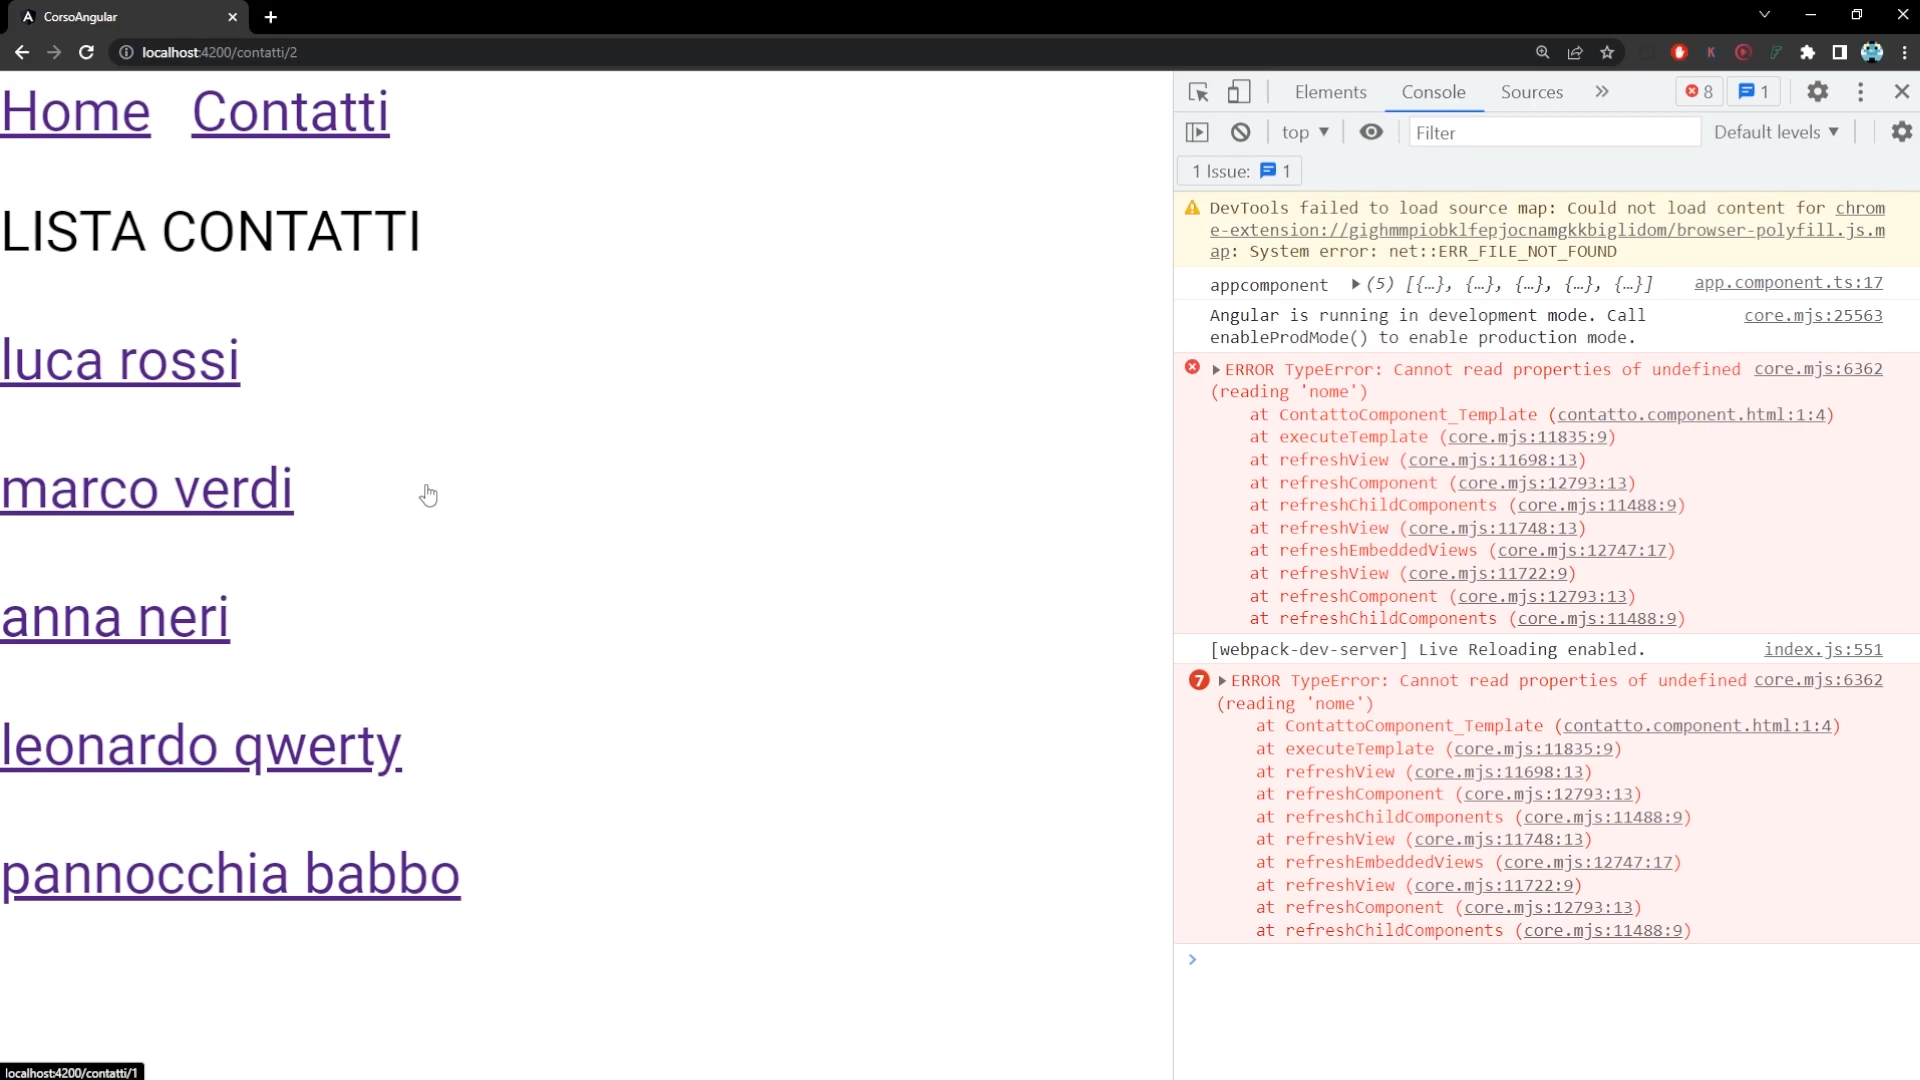 CorsoAngular
localhost:4200/contatti/2
Home Contatti
LISTA CONTATTI
luca rossi
marco verdi
anna neri
leonardo qwerty
pannocchia babbo
localhost:4200/contatti/1
Elements Console Sources 8 1
top Filter Default levels
1 Issue: 1
DevTools failed to load source map: Could not load content for chrom
e-extension://gighmmpiobklfepjocnamgkkbiglidom/browser-polyfill.js.m
ap: System error: net::ERR_FILE_NOT_FOUND
appcomponent (5) [{…}, {…}, {…}, {…}, {…}] app.component.ts:17
Angular is running in development mode. Call core.mjs:25563
enableProdMode() to enable production mode.
ERROR TypeError: Cannot read properties of undefined core.mjs:6362
(reading 'nome')
at ContattoComponent_Template (contatto.component.html:1:4)
at executeTemplate (core.mjs:11835:9)
at refreshView (core.mjs:11698:13)
at refreshComponent (core.mjs:12793:13)
at refreshChildComponents (core.mjs:11488:9)
at refreshView (core.mjs:11748:13)
at refreshEmbeddedViews (core.mjs:12747:17)
at refreshView (core.mjs:11722:9)
at refreshComponent (core.mjs:12793:13)
at refreshChildComponents (core.mjs:11488:9)
[webpack-dev-server] Live Reloading enabled. index.js:551
7 ERROR TypeError: Cannot read properties of undefined core.mjs:6362
(reading 'nome')
at ContattoComponent_Template (contatto.component.html:1:4)
at executeTemplate (core.mjs:11835:9)
at refreshView (core.mjs:11698:13)
at refreshComponent (core.mjs:12793:13)
at refreshChildComponents (core.mjs:11488:9)
at refreshView (core.mjs:11748:13)
at refreshEmbeddedViews (core.mjs:12747:17)
at refreshView (core.mjs:11722:9)
at refreshComponent (core.mjs:12793:13)
at refreshChildComponents (core.mjs:11488:9)